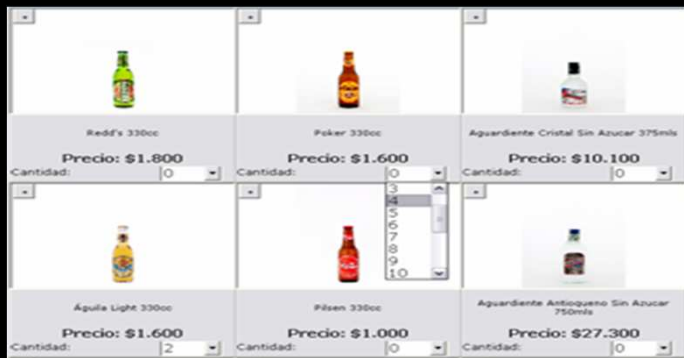 Redd's 330cc
Poker 330cc
Aguardiente Cristal Sin Azucar 375mls
Precio: $1.800
Precio: $1.600
Precio: $10.100
Cantidad: 0
Cantidad: 0
Cantidad: 0
3
4
5
6
7
8
9
10
Águila Light 330cc
Pilsen 330cc
Aguardiente Antioqueno Sin Azucar
750mls
Precio: $1.600
Precio: $1.000
Precio: $27.300
Cantidad: 2
Cantidad: 0
Cantidad: 0